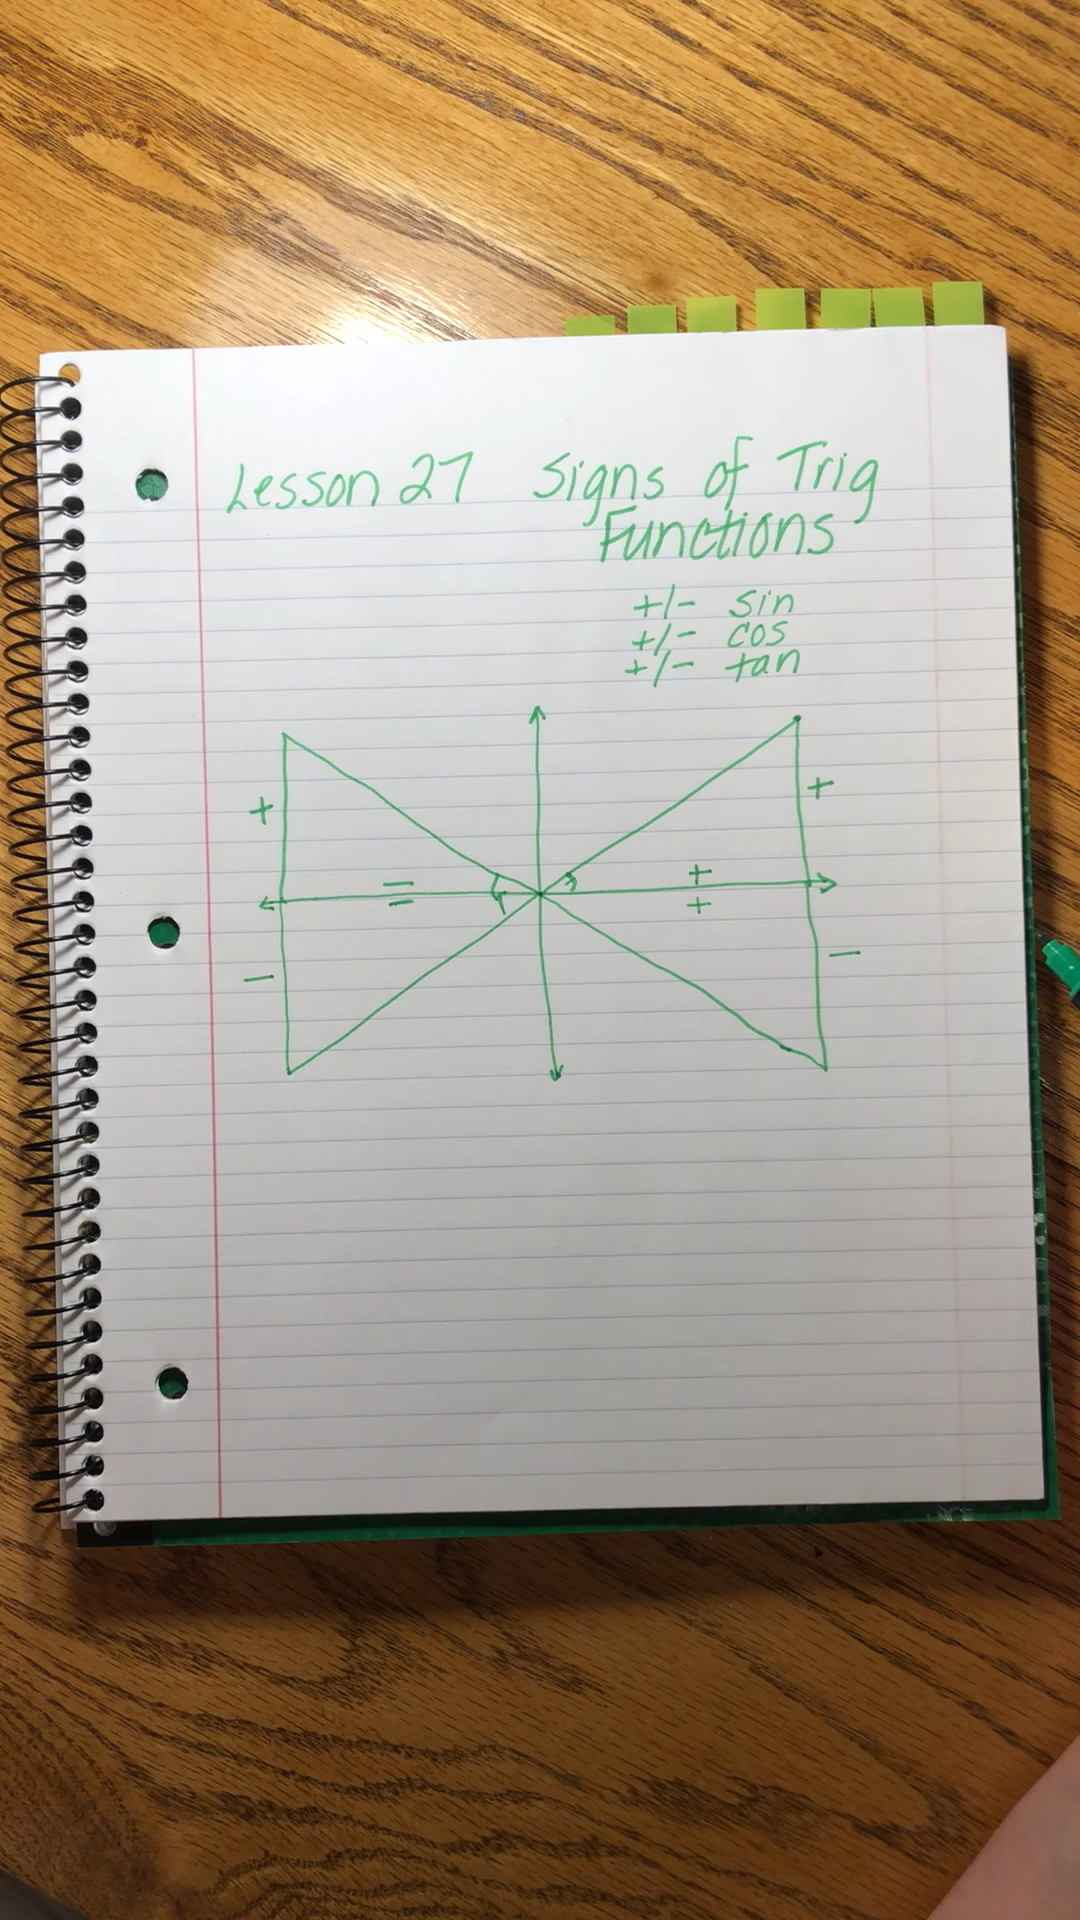 Lesson 27 Signs of Trig
Functions
+/- sin
+/- cos
+/- tan
+ +
- - + +
- -